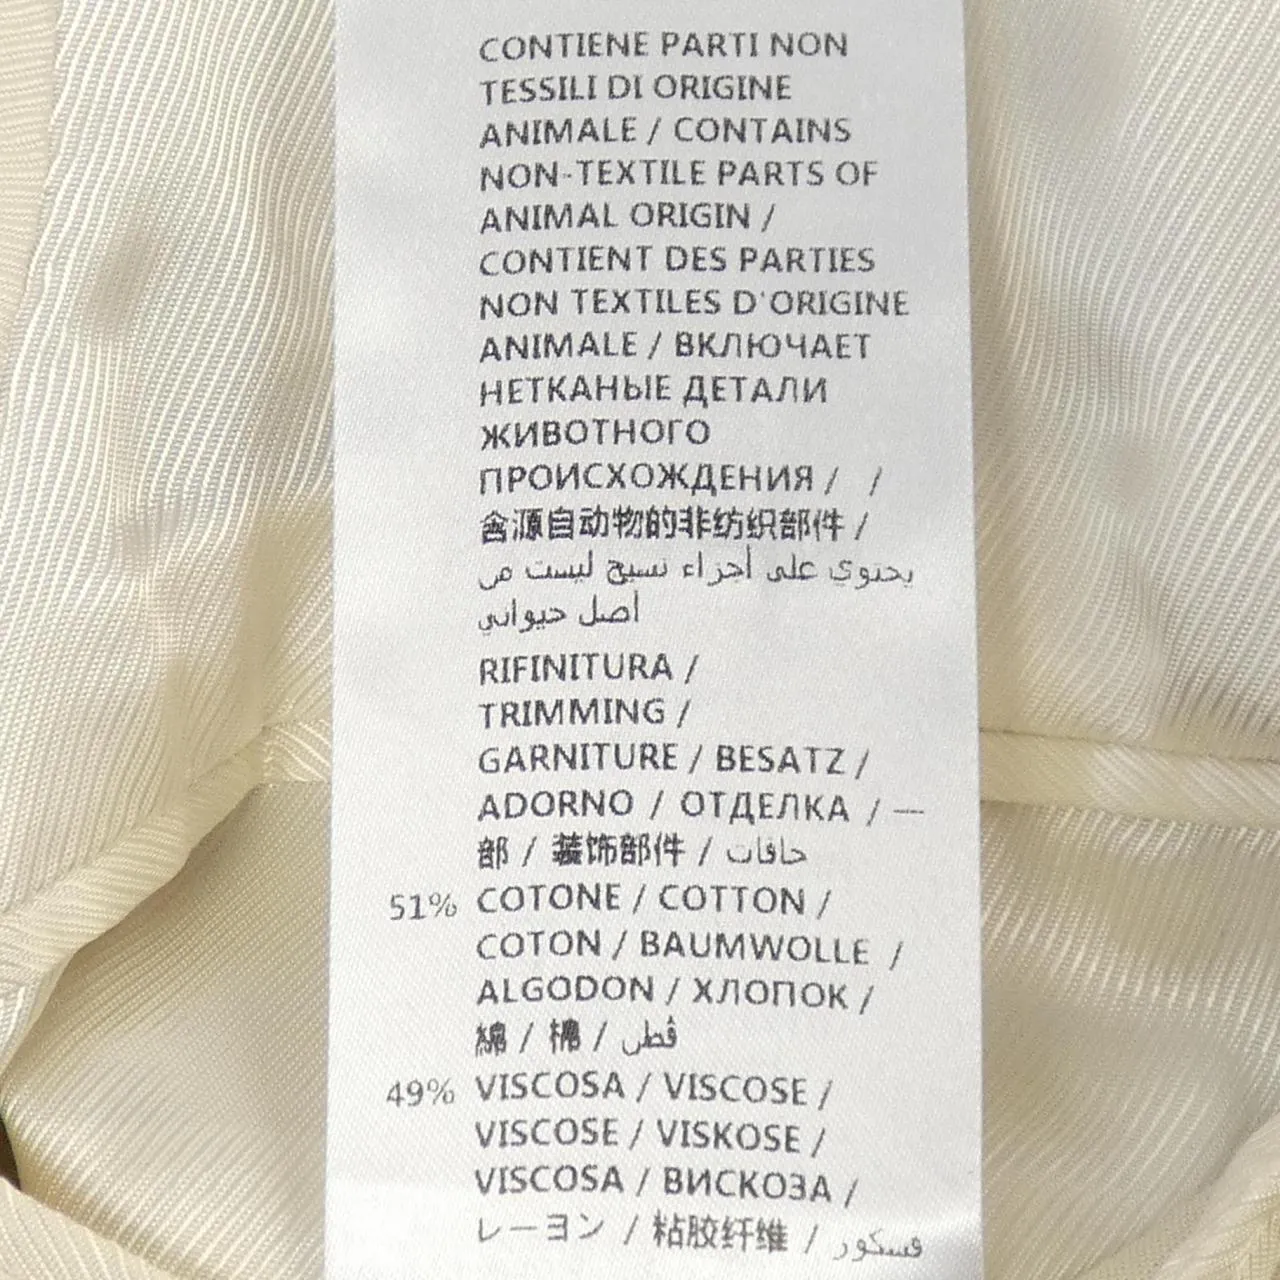 CONTIENE PARTI NON
TESSILI DI ORIGINE
ANIMALE / CONTAINS
NON-TEXTILE PARTS OF
ANIMAL ORIGIN /
CONTIENT DES PARTIES
NON TEXTILES D'ORIGINE
ANIMALE / ВКЛЮЧАЕТ
НЕТКАНЫЕ ДЕТАЛИ
ЖИВОТНОГО
ПРОИСХОЖДЕНИЯ / /
含源自动物的非纺织部件 /
يحتوي على أجزاء نسيج ليست من
أصل حيواني
RIFINITURA /
TRIMMING /
GARNITURE / BESATZ /
ADORNO / ОТДЕЛКА / 一
部 / 装饰部件 / حافات
51% COTONE / COTTON /
COTON / BAUMWOLLE /
ALGODON / ХЛОПОК /
綿 / 棉 / قطن
49% VISCOSA / VISCOSE /
VISCOSE / VISKOSE /
VISCOSA / ВИСКОЗА /
レーヨン / 粘胶纤维 / فسكور